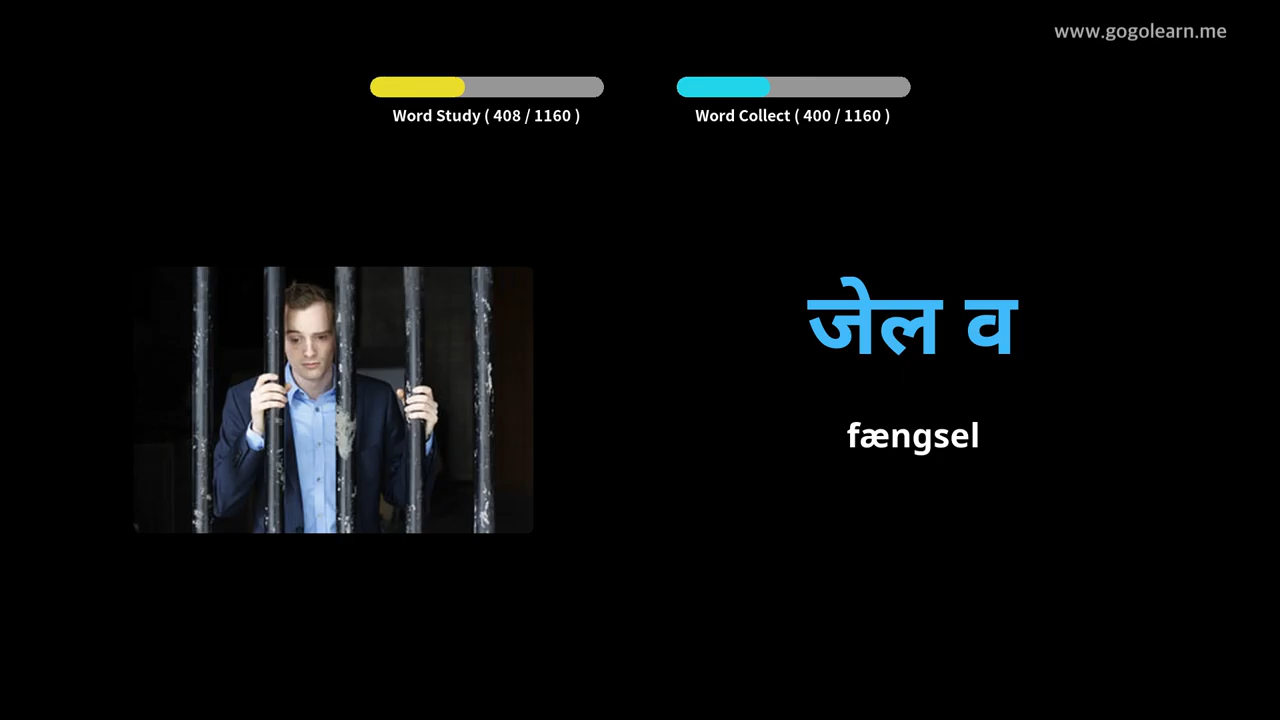 www.gogolearn.me
Word Study ( 408 / 1160 )
Word Collect ( 400 / 1160 )
जेल व
fængsel